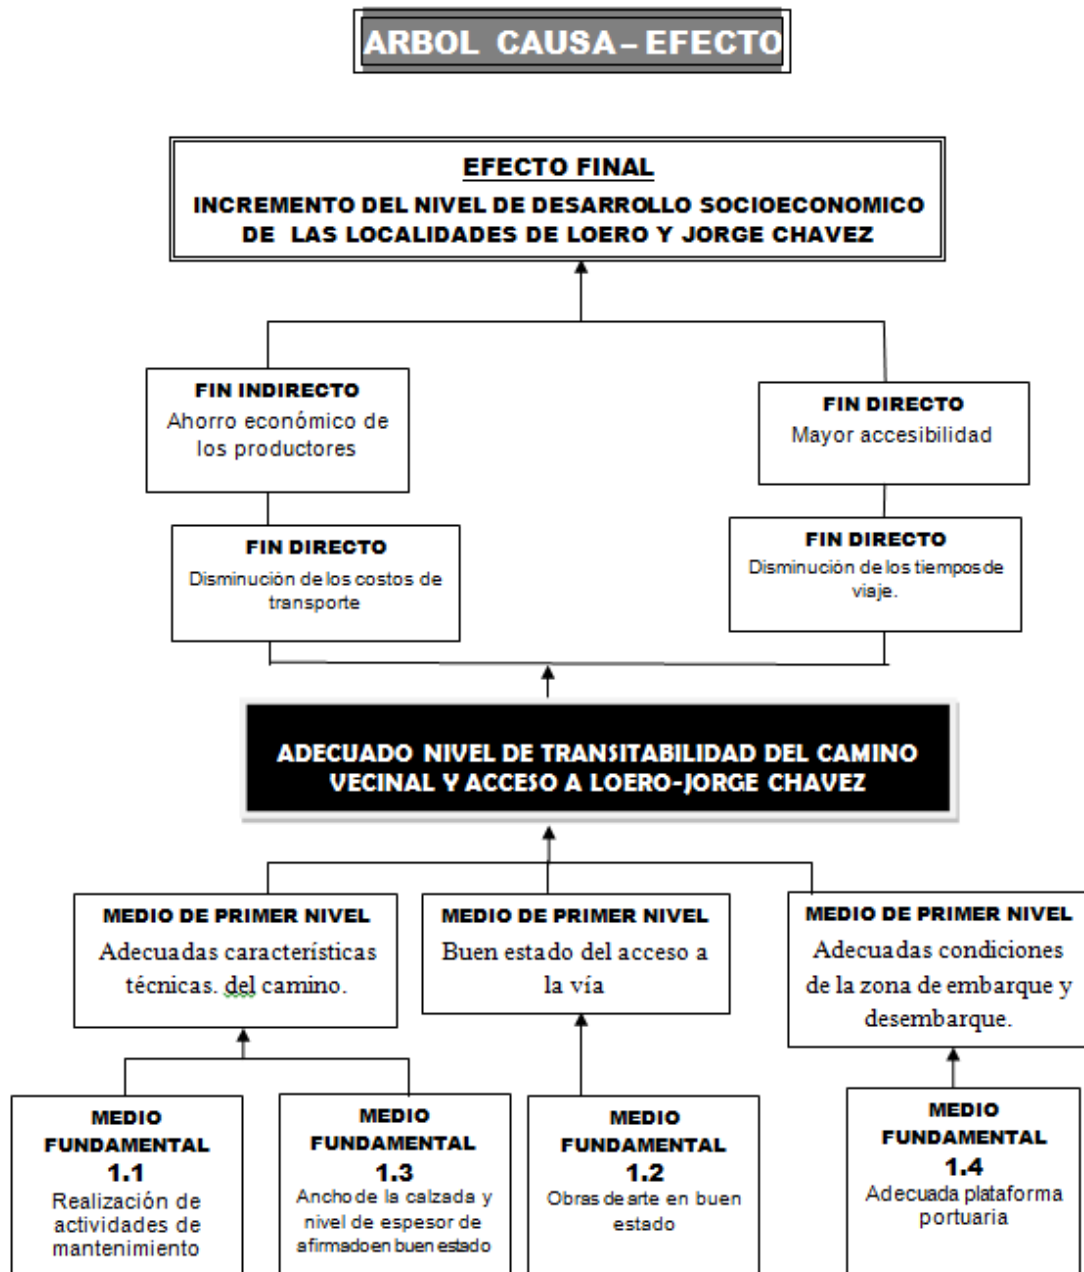 ARBOL CAUSA – EFECTO
EFECTO FINAL
INCREMENTO DEL NIVEL DE DESARROLLO SOCIOECONOMICO
DE LAS LOCALIDADES DE LOERO Y JORGE CHAVEZ
FIN INDIRECTO
Ahorro económico de
los productores
FIN DIRECTO
Mayor accesibilidad
FIN DIRECTO
Disminución de los costos de
transporte
FIN DIRECTO
Disminución de los tiempos de
viaje.
ADECUADO NIVEL DE TRANSITABILIDAD DEL CAMINO
VECINAL Y ACCESO A LOERO-JORGE CHAVEZ
MEDIO DE PRIMER NIVEL
Adecuadas características
técnicas. del camino.
MEDIO DE PRIMER NIVEL
Buen estado del acceso a
la vía
MEDIO DE PRIMER NIVEL
Adecuadas condiciones
de la zona de embarque y
desembarque.
MEDIO
FUNDAMENTAL
1.1
Realización de
actividades de
mantenimiento
MEDIO
FUNDAMENTAL
1.3
Ancho de la calzada y
nivel de espesor de
afirmado en buen estado
MEDIO
FUNDAMENTAL
1.2
Obras de arte en buen
estado
MEDIO
FUNDAMENTAL
1.4
Adecuada plataforma
portuaria